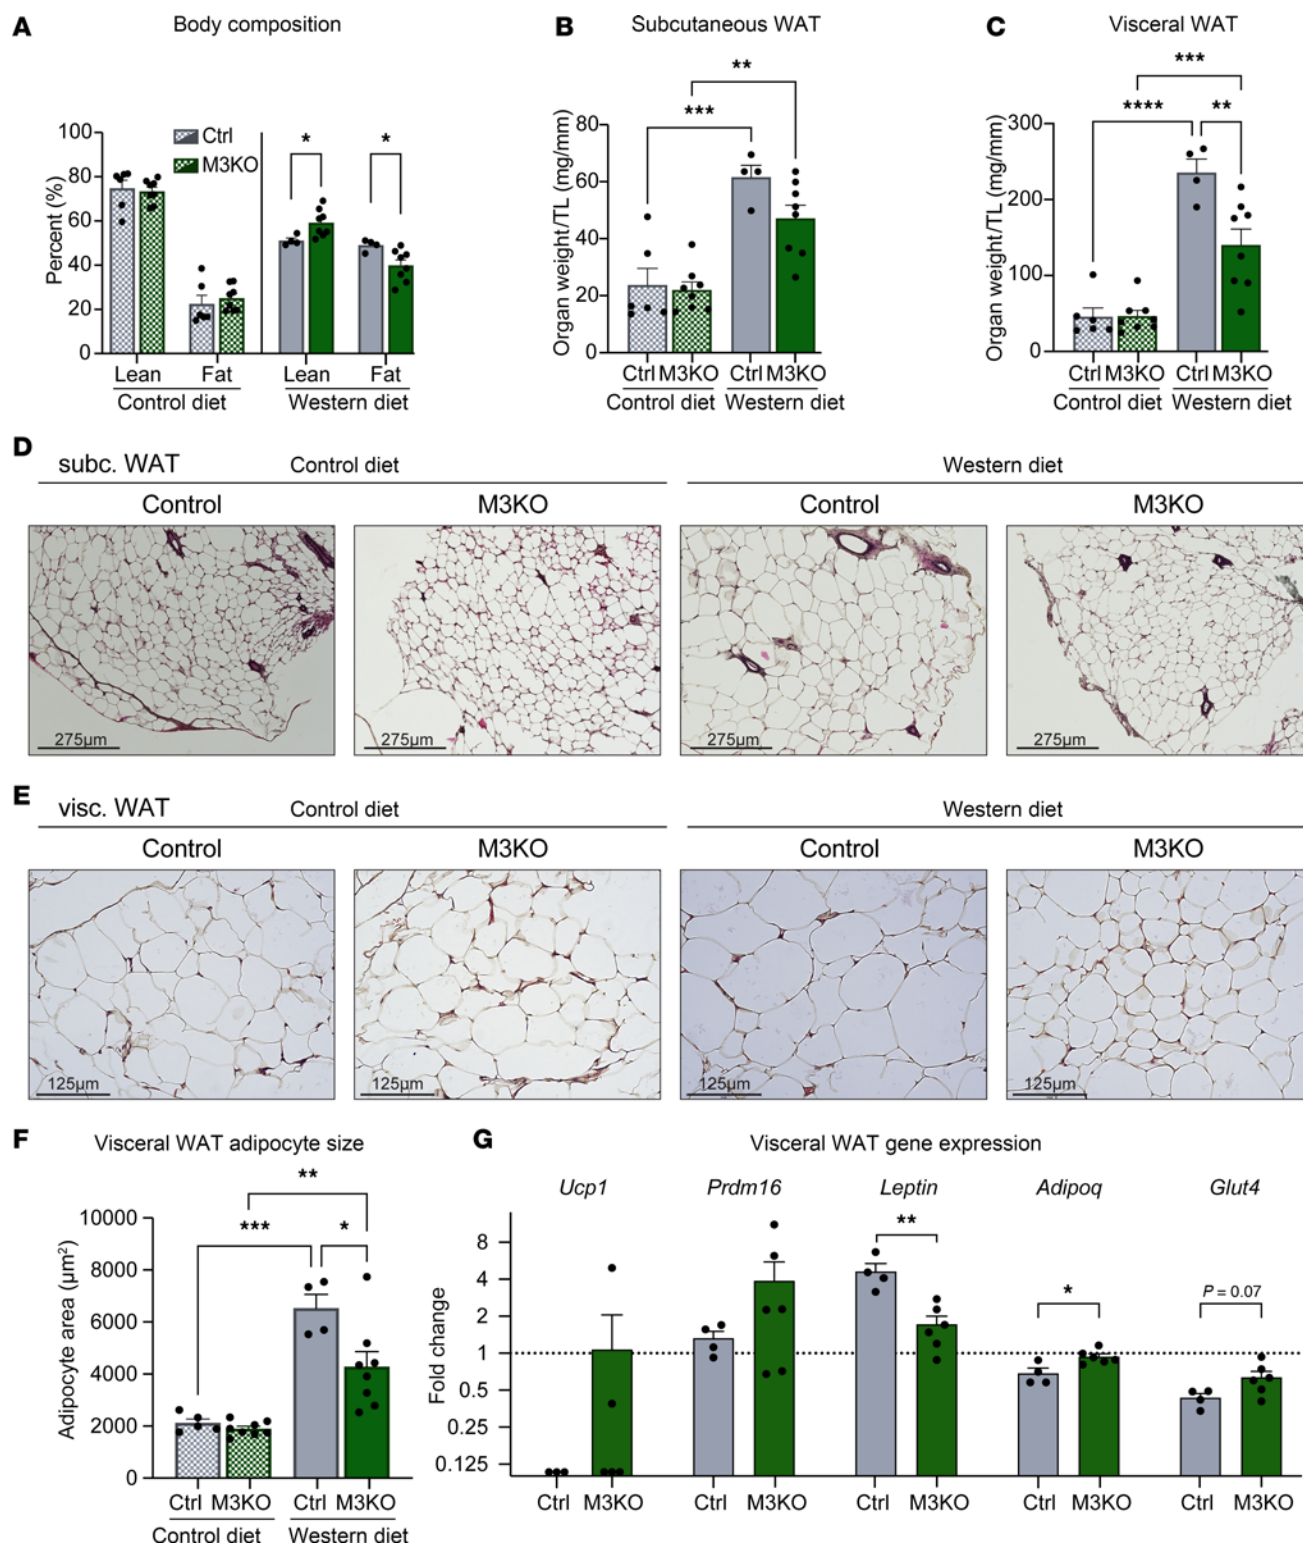 A Body composition
Percent (%)
100
80
60
40
20
0
Ctrl
M3KO
*
*
Lean Fat Lean Fat
Control diet Western diet
B Subcutaneous WAT
Organ weight/TL (mg/mm)
80
60
40
20
0
**
***
Ctrl M3KO Ctrl M3KO
Control diet Western diet
C Visceral WAT
Organ weight/TL (mg/mm)
300
200
100
0
***
**** **
Ctrl M3KO Ctrl M3KO
Control diet Western diet
D subc. WAT Control diet Western diet
Control M3KO Control M3KO
275µm 275µm 275µm 275µm
E visc. WAT Control diet Western diet
Control M3KO Control M3KO
125µm 125µm 125µm 125µm
F Visceral WAT adipocyte size
Adipocyte area (µm²)
10000
8000
6000
4000
2000
0
**
*** *
Ctrl M3KO Ctrl M3KO
Control diet Western diet
G Visceral WAT gene expression
Ucp1 Prdm16 Leptin Adipoq Glut4
Fold change
8
4
2
1
0.5
0.25
0.125
**
*
P = 0.07
Ctrl M3KO Ctrl M3KO Ctrl M3KO Ctrl M3KO Ctrl M3KO